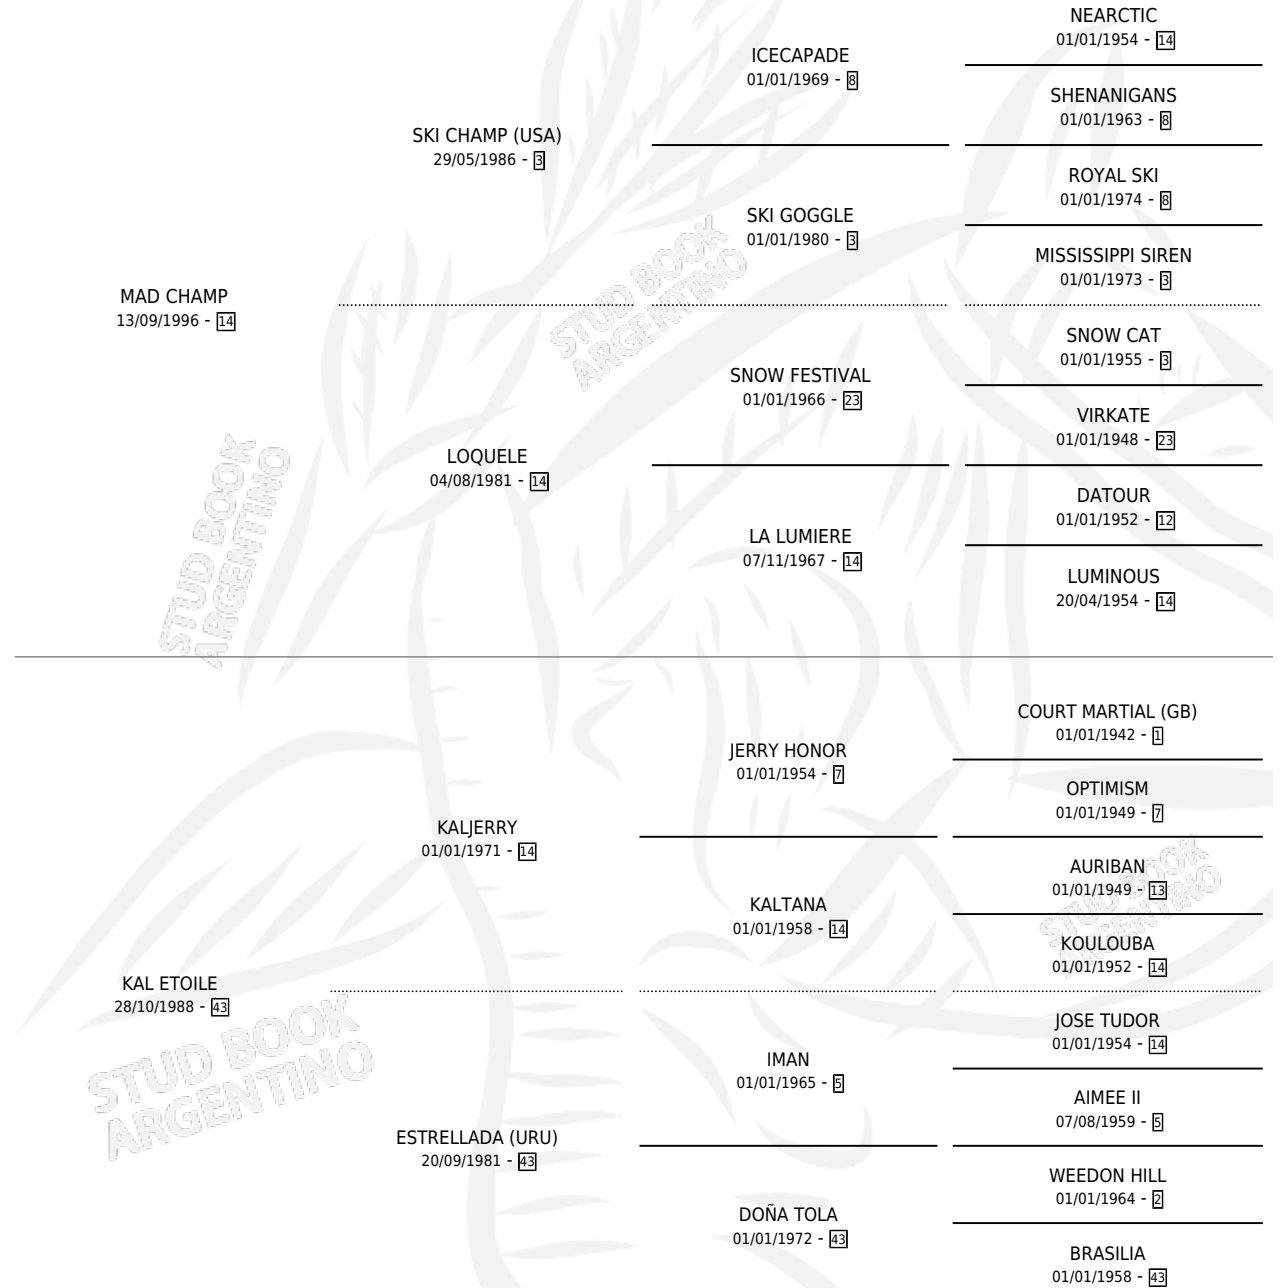 NEARCTIC
01/01/1954 - 14
ICECAPADE
01/01/1969 - 8
SHENANIGANS
01/01/1963 - 8
SKI CHAMP (USA)
29/05/1986 - 3
ROYAL SKI
01/01/1974 - 8
SKI GOGGLE
01/01/1980 - 3
MISSISSIPPI SIREN
01/01/1973 - 3
MAD CHAMP
13/09/1996 - 14
STUD BOOK
ARGENTINO
SNOW CAT
01/01/1955 - 3
SNOW FESTIVAL
01/01/1966 - 23
VIRKATE
01/01/1948 - 23
LOQUELE
04/08/1981 - 14
DATOUR
01/01/1952 - 12
LA LUMIERE
07/11/1967 - 14
LUMINOUS
20/04/1954 - 14
STUD BOOK
ARGENTINO
COURT MARTIAL (GB)
01/01/1942 - 1
JERRY HONOR
01/01/1954 - 7
OPTIMISM
01/01/1949 - 7
KALJERRY
01/01/1971 - 14
AURIBAN
01/01/1949 - 13
KALTANA
01/01/1958 - 14
STUD BOOK
ARGENTINO
KOULOUBA
01/01/1952 - 14
KAL ETOILE
28/10/1988 - 43
JOSE TUDOR
01/01/1954 - 14
IMAN
01/01/1965 - 5
AIMEE II
07/08/1959 - 5
STUD BOOK
ARGENTINO
ESTRELLADA (URU)
20/09/1981 - 43
WEEDON HILL
01/01/1964 - 2
DOÑA TOLA
01/01/1972 - 43
BRASILIA
01/01/1958 - 43